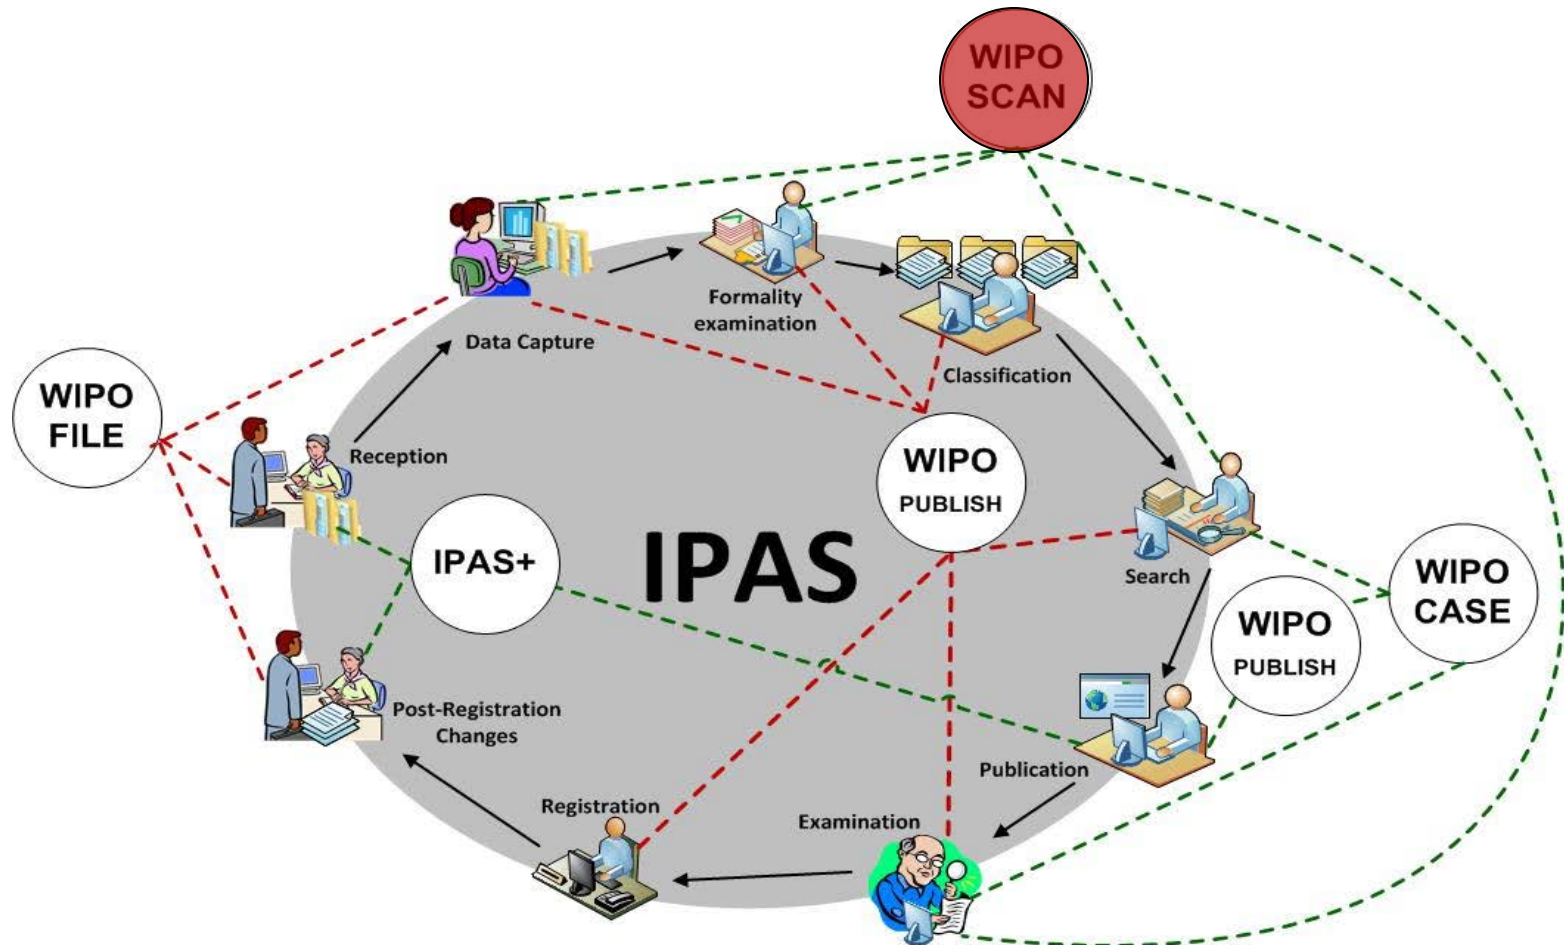 WIPO
SCAN
Formality
examination
Data Capture
Classification
WIPO
FILE
Reception
WIPO
PUBLISH
IPAS+
IPAS
Search
WIPO
CASE
WIPO
PUBLISH
Post-Registration
Changes
Publication
Registration
Examination